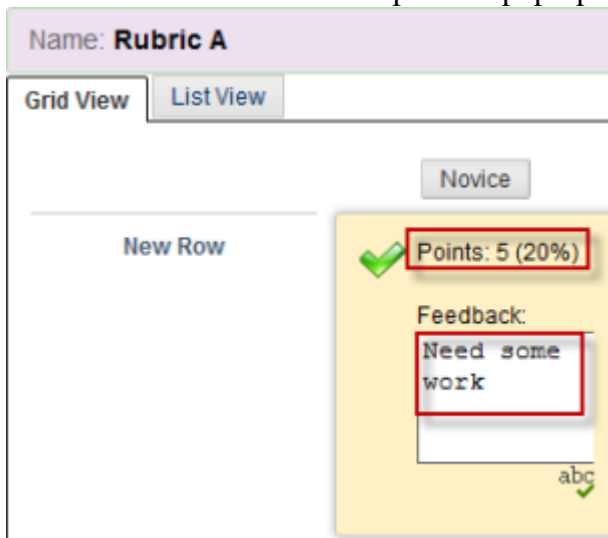 Name: Rubric A
Grid View List View
Novice
New Row
Points: 5 (20%)
Feedback:
Need some
work
abc